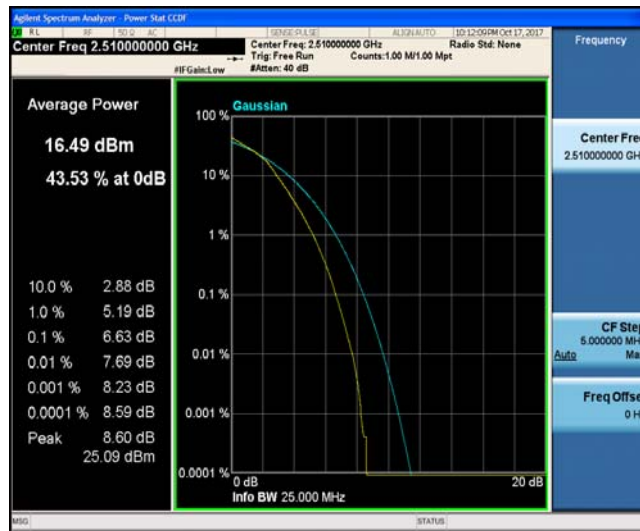 Agilent Spectrum Analyzer - Power Stat CCDF
RL RF 50 Ω AC SENSE:PULSE ALIGN AUTO 10:12:09 PM Oct 17, 2017
Center Freq 2.510000000 GHz
Center Freq: 2.510000000 GHz Radio Std: None
Trig: Free Run Counts:1.00 M/1.00 Mpt
#IFGain:Low #Atten: 40 dB
Frequency
Average Power
16.49 dBm
43.53 % at 0dB
10.0 % 2.88 dB
1.0 % 5.19 dB
0.1 % 6.63 dB
0.01 % 7.69 dB
0.001 % 8.23 dB
0.0001 % 8.59 dB
Peak 8.60 dB
25.09 dBm
Gaussian
100 %
10 %
1 %
0.1 %
0.01 %
0.001 %
0.0001 %
0 dB 20 dB
Info BW 25.000 MHz
Center Fre
2.510000000 GH
CF Step
5.000000 MH
Auto Ma
Freq Offse
0 H
MSG STATUS